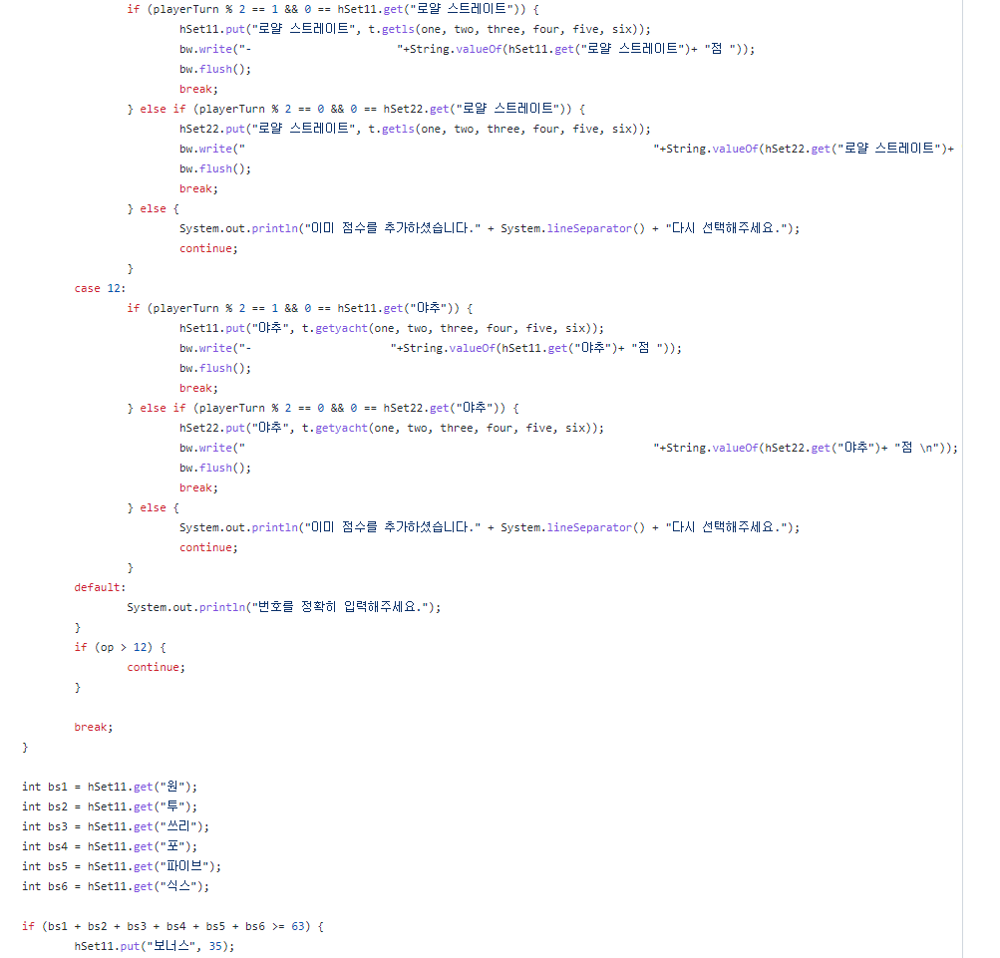 if (playerTurn % 2 == 1 && 0 == hSet11.get("로얄 스트레이트")) {
hSet11.put("로얄 스트레이트", t.getls(one, two, three, four, five, six));
bw.write("-                      "+String.valueOf(hSet11.get("로얄 스트레이트")+ "점 "));
bw.flush();
break;
} else if (playerTurn % 2 == 0 && 0 == hSet22.get("로얄 스트레이트")) {
hSet22.put("로얄 스트레이트", t.getls(one, two, three, four, five, six));
bw.write("                                                               "+String.valueOf(hSet22.get("로얄 스트레이트")+
bw.flush();
break;
} else {
System.out.println("이미 점수를 추가하셨습니다." + System.lineSeparator() + "다시 선택해주세요.");
continue;
}
case 12:
if (playerTurn % 2 == 1 && 0 == hSet11.get("야추")) {
hSet11.put("야추", t.getyacht(one, two, three, four, five, six));
bw.write("-                     "+String.valueOf(hSet11.get("야추")+ "점 "));
bw.flush();
break;
} else if (playerTurn % 2 == 0 && 0 == hSet22.get("야추")) {
hSet22.put("야추", t.getyacht(one, two, three, four, five, six));
bw.write("                                                               "+String.valueOf(hSet22.get("야추")+ "점 \n"));
bw.flush();
break;
} else {
System.out.println("이미 점수를 추가하셨습니다." + System.lineSeparator() + "다시 선택해주세요.");
continue;
}
default:
System.out.println("번호를 정확히 입력해주세요.");
}
if (op > 12) {
continue;
}
break;
}
int bs1 = hSet11.get("원");
int bs2 = hSet11.get("투");
int bs3 = hSet11.get("쓰리");
int bs4 = hSet11.get("포");
int bs5 = hSet11.get("파이브");
int bs6 = hSet11.get("식스");
if (bs1 + bs2 + bs3 + bs4 + bs5 + bs6 >= 63) {
hSet11.put("보너스", 35);